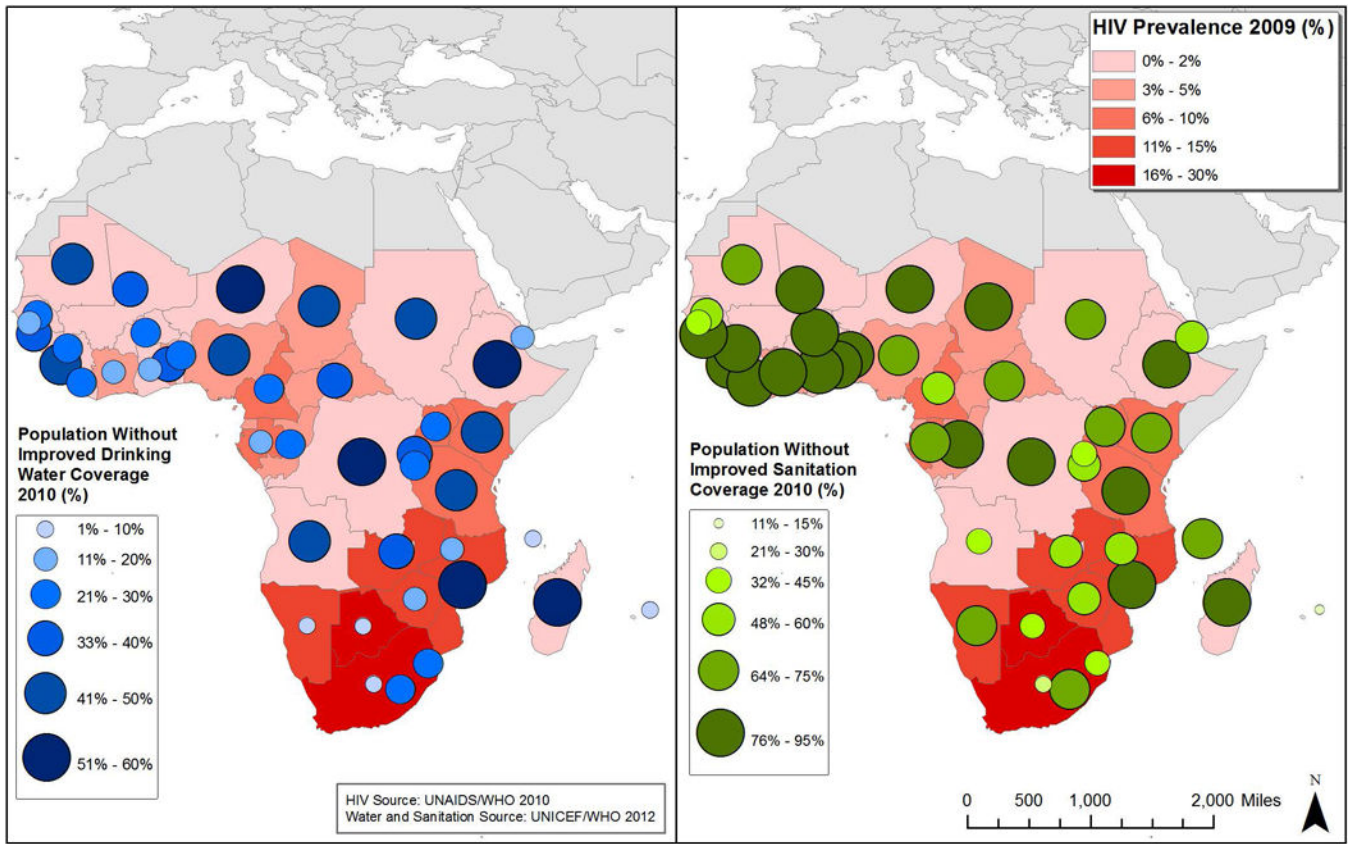 HIV Prevalence 2009 (%)
0% - 2%
3% - 5%
6% - 10%
11% - 15%
16% - 30%
Population Without
Improved Drinking
Water Coverage
2010 (%)
1% - 10%
11% - 20%
21% - 30%
33% - 40%
41% - 50%
51% - 60%
HIV Source: UNAIDS/WHO 2010
Water and Sanitation Source: UNICEF/WHO 2012
Population Without
Improved Sanitation
Coverage 2010 (%)
11% - 15%
21% - 30%
32% - 45%
48% - 60%
64% - 75%
76% - 95%
0 500 1,000 2,000 Miles
N